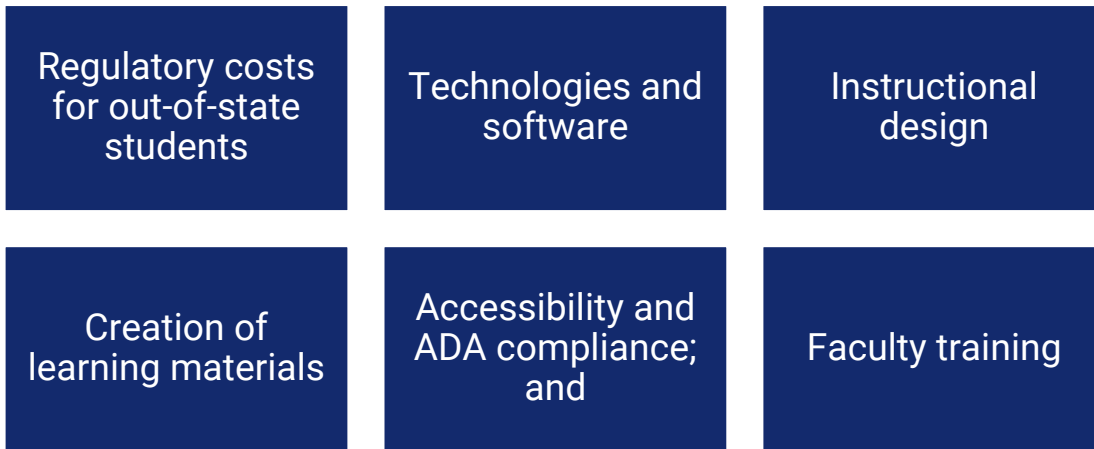 Regulatory costs
for out-of-state
students
Technologies and
software
Instructional
design
Creation of
learning materials
Accessibility and
ADA compliance;
and
Faculty training